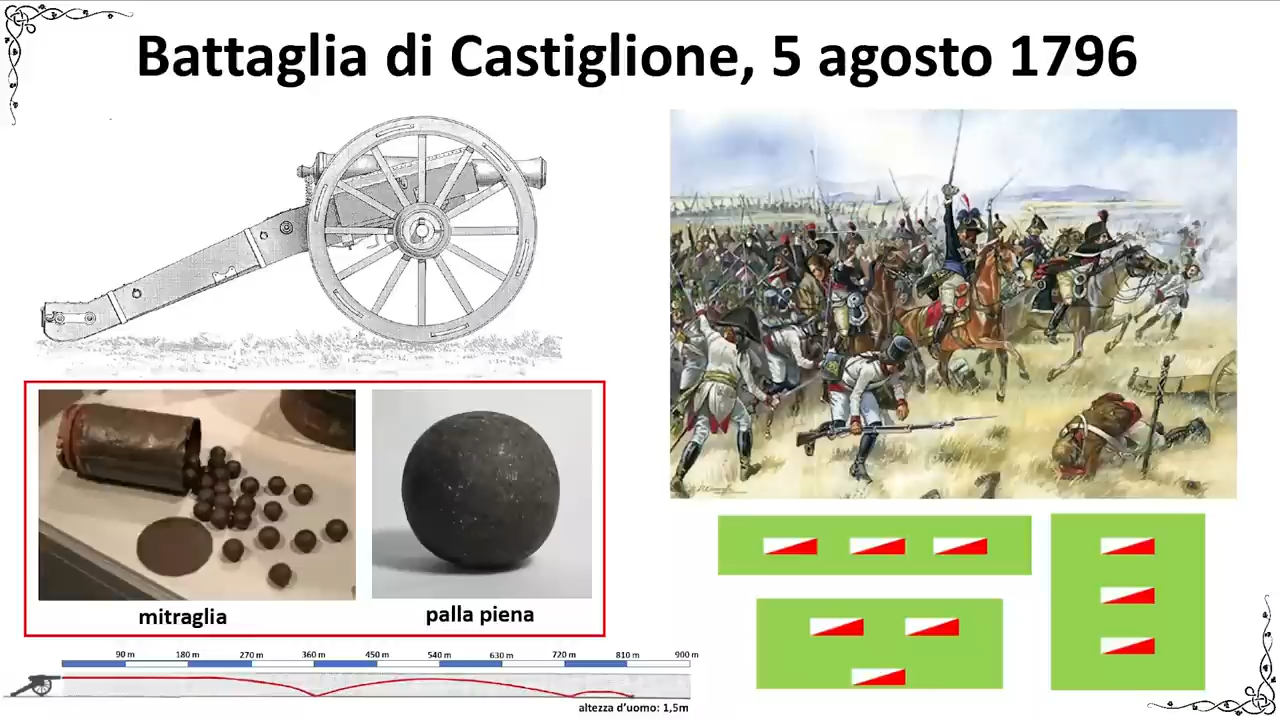 Battaglia di Castiglione, 5 agosto 1796
mitraglia
palla piena
90 m 180 m 270 m 360 m 450 m 540 m 630 m 720 m 810 m 900 m
altezza d'uomo: 1,5m